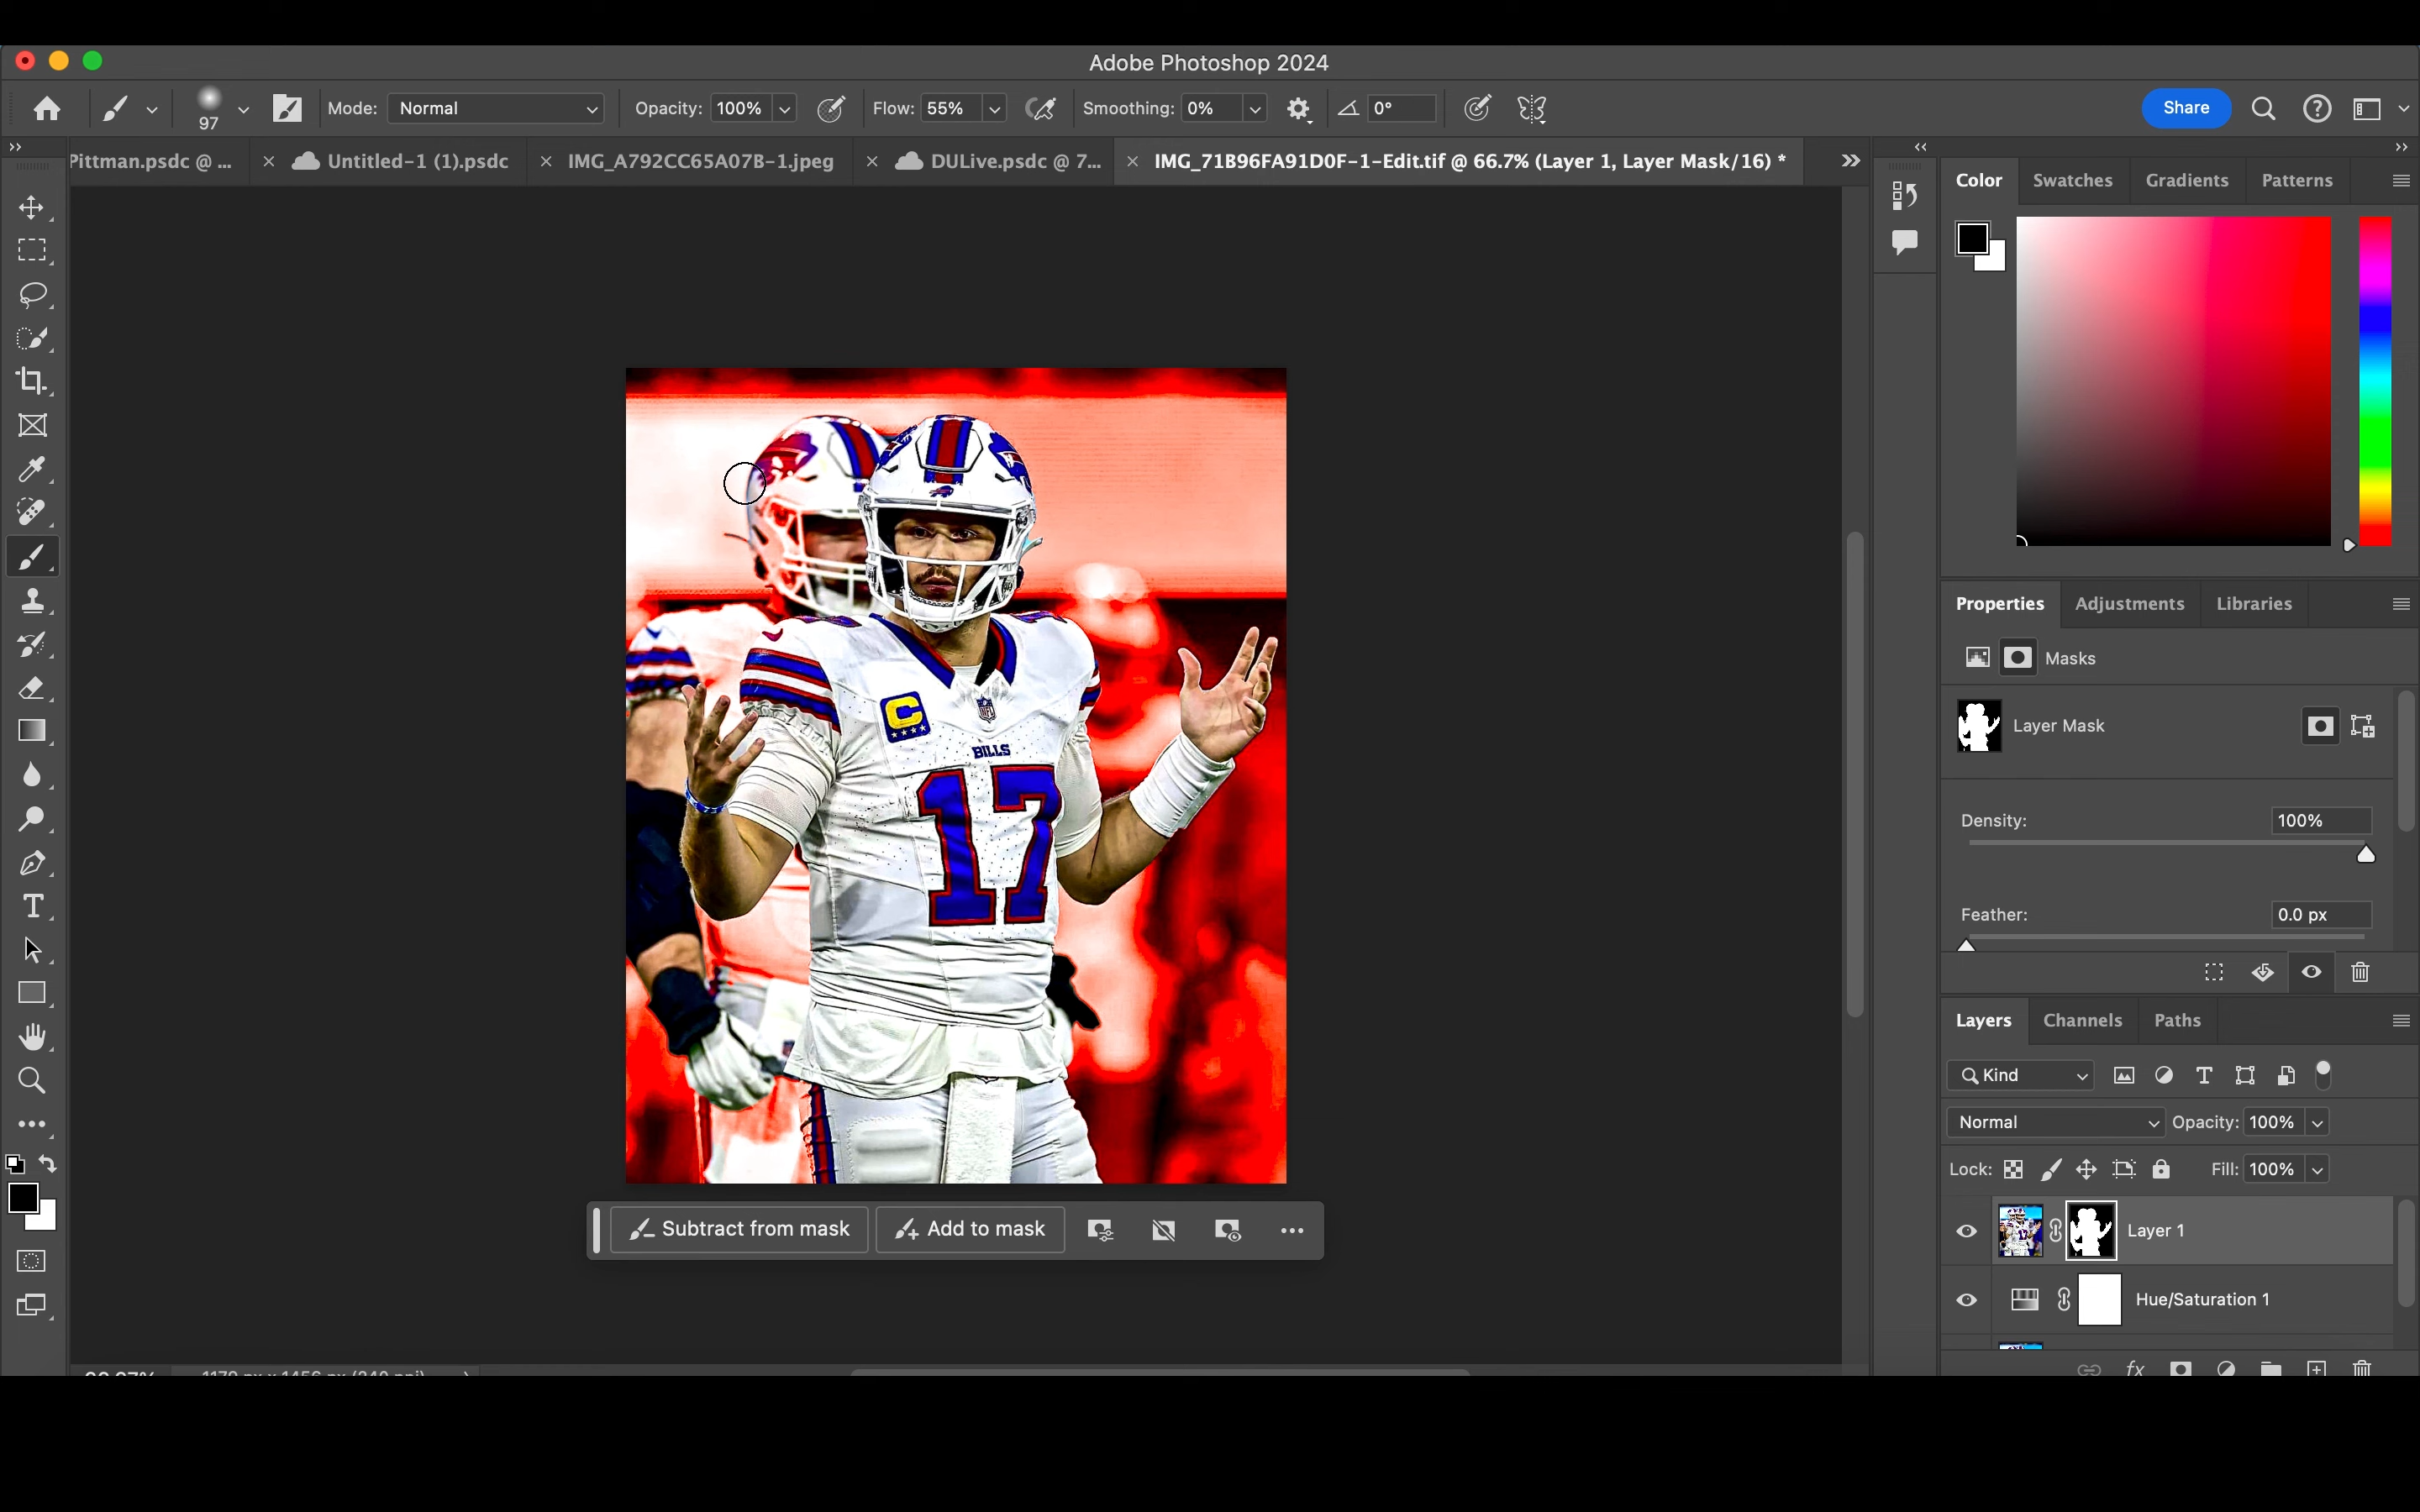 Adobe Photoshop 2024
97
Mode: Normal
Opacity: 100%
Flow: 55%
Smoothing: 0%
0°
Share
Pittman.psdc @ ...
Untitled-1 (1).psdc
IMG_A792CC65A07B-1.jpeg
DULive.psdc @ 7...
IMG_71B96FA91D0F-1-Edit.tif @ 66.7% (Layer 1, Layer Mask/16) *
Color
Swatches
Gradients
Patterns
Properties
Adjustments
Libraries
Masks
Layer Mask
Density:
100%
Feather:
0.0 px
C
NFL
BILLS
17
Layers
Channels
Paths
Kind
Normal
Opacity: 100%
Lock:
Fill: 100%
Layer 1
Hue/Saturation 1
Subtract from mask
Add to mask
fx